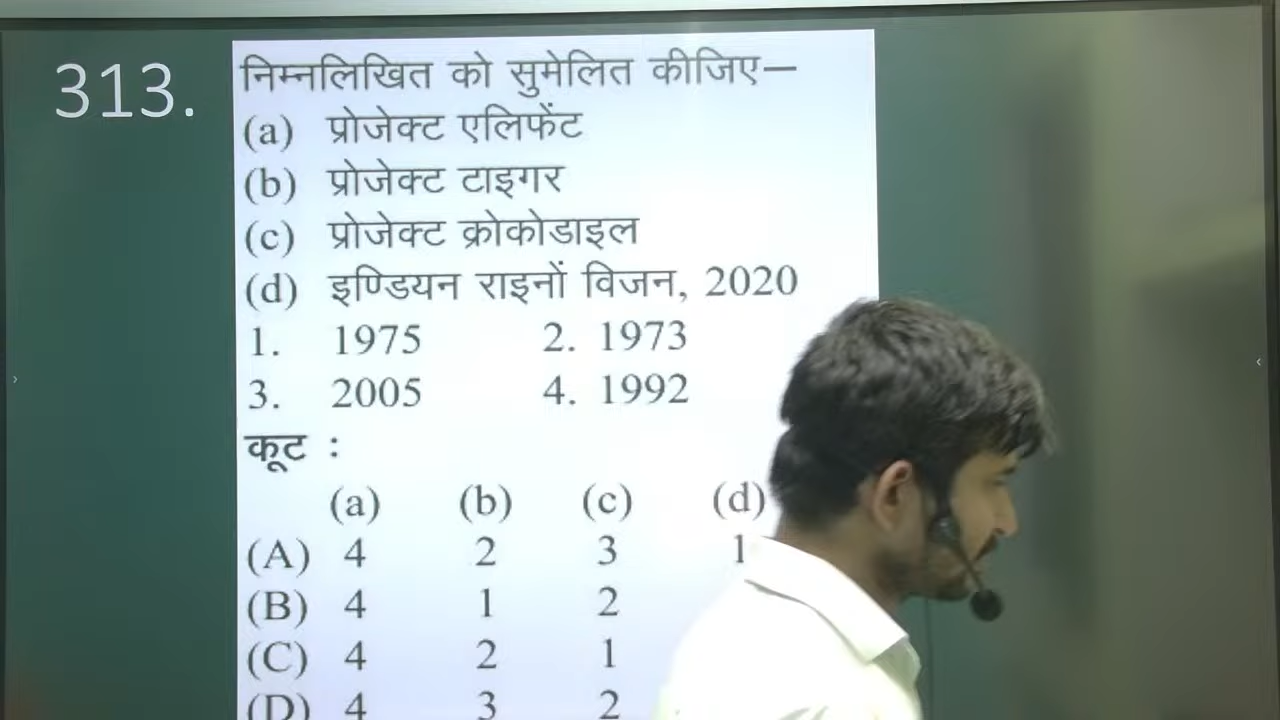 313.
निम्नलिखित को सुमेलित कीजिए—
(a) प्रोजेक्ट एलिफेंट
(b) प्रोजेक्ट टाइगर
(c) प्रोजेक्ट क्रोकोडाइल
(d) इण्डियन राइनों विजन, 2020
1. 1975 2. 1973
3. 2005 4. 1992
कूट :
(a) (b) (c) (d)
(A) 4 2 3 1
(B) 4 1 2
(C) 4 2 1
(D) 4 3 2